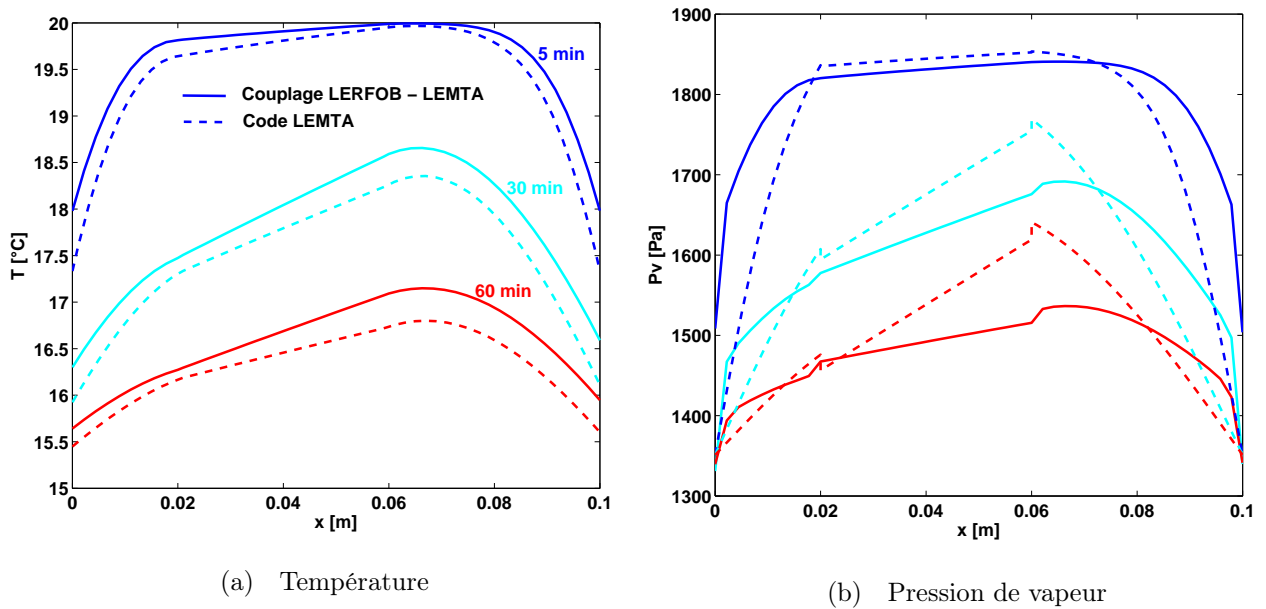 20
19.5
19
18.5
18
17.5
17
16.5
16
15.5
15
T [°C]
0
0.02
0.04
0.06
0.08
0.1
x [m]
5 min
30 min
60 min
Couplage LERFOB – LEMTA
Code LEMTA
(a) Température
1900
1800
1700
1600
1500
1400
1300
Pv [Pa]
0
0.02
0.04
0.06
0.08
0.1
x [m]
(b) Pression de vapeur